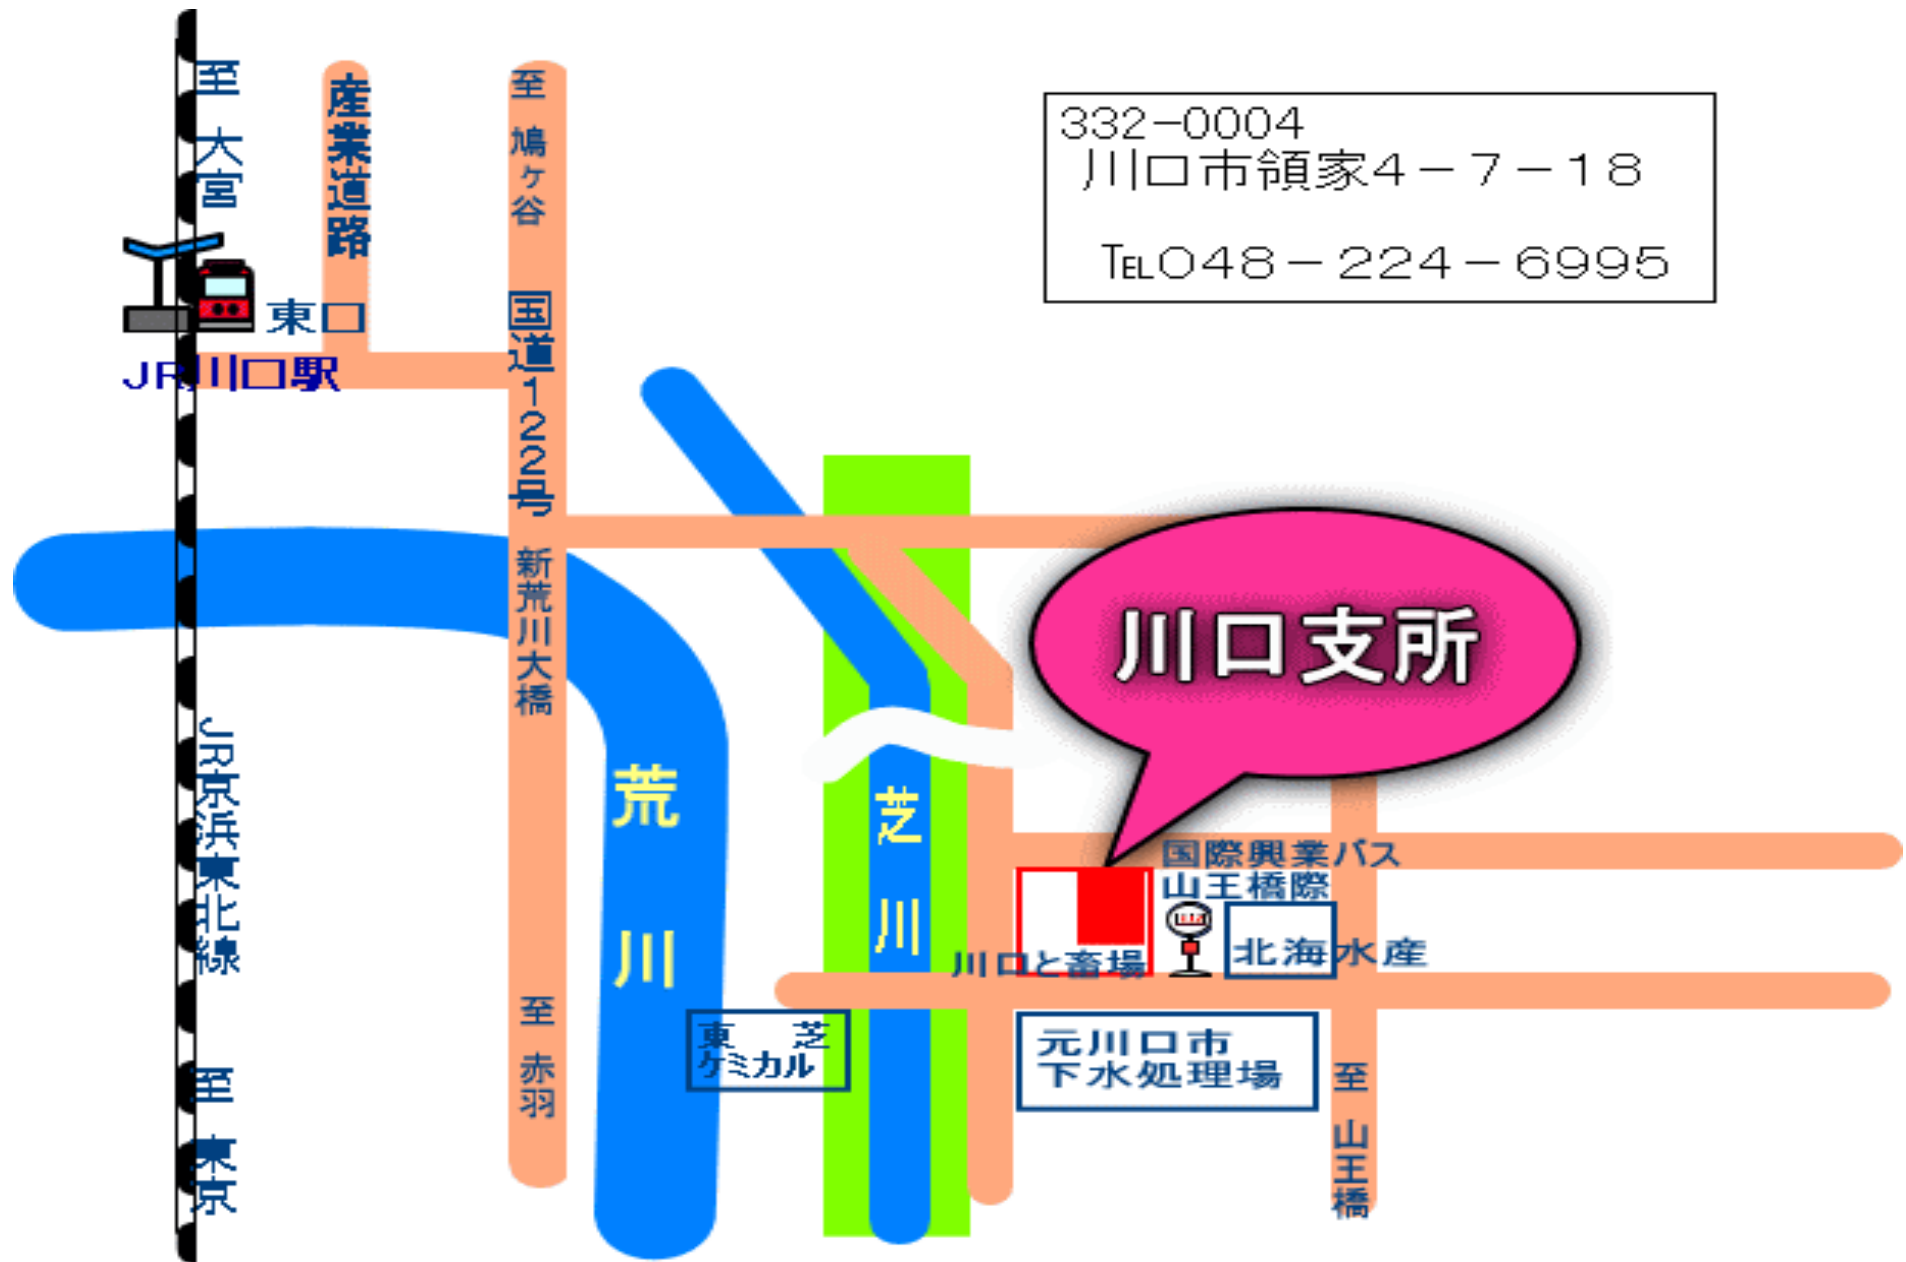 至 大宮
産業道路
至 鳩ヶ谷
国道122号
332-0004
川口市領家4-7-18
℡048-224-6995
東口
JR川口駅
新荒川大橋
川口支所
荒川
芝川
JR京浜東北線
国際興業バス
山王橋際
北海水産
川口と畜場
東芝
ケミカル
元川口市
下水処理場
至 赤羽
至 東京
至 山王橋